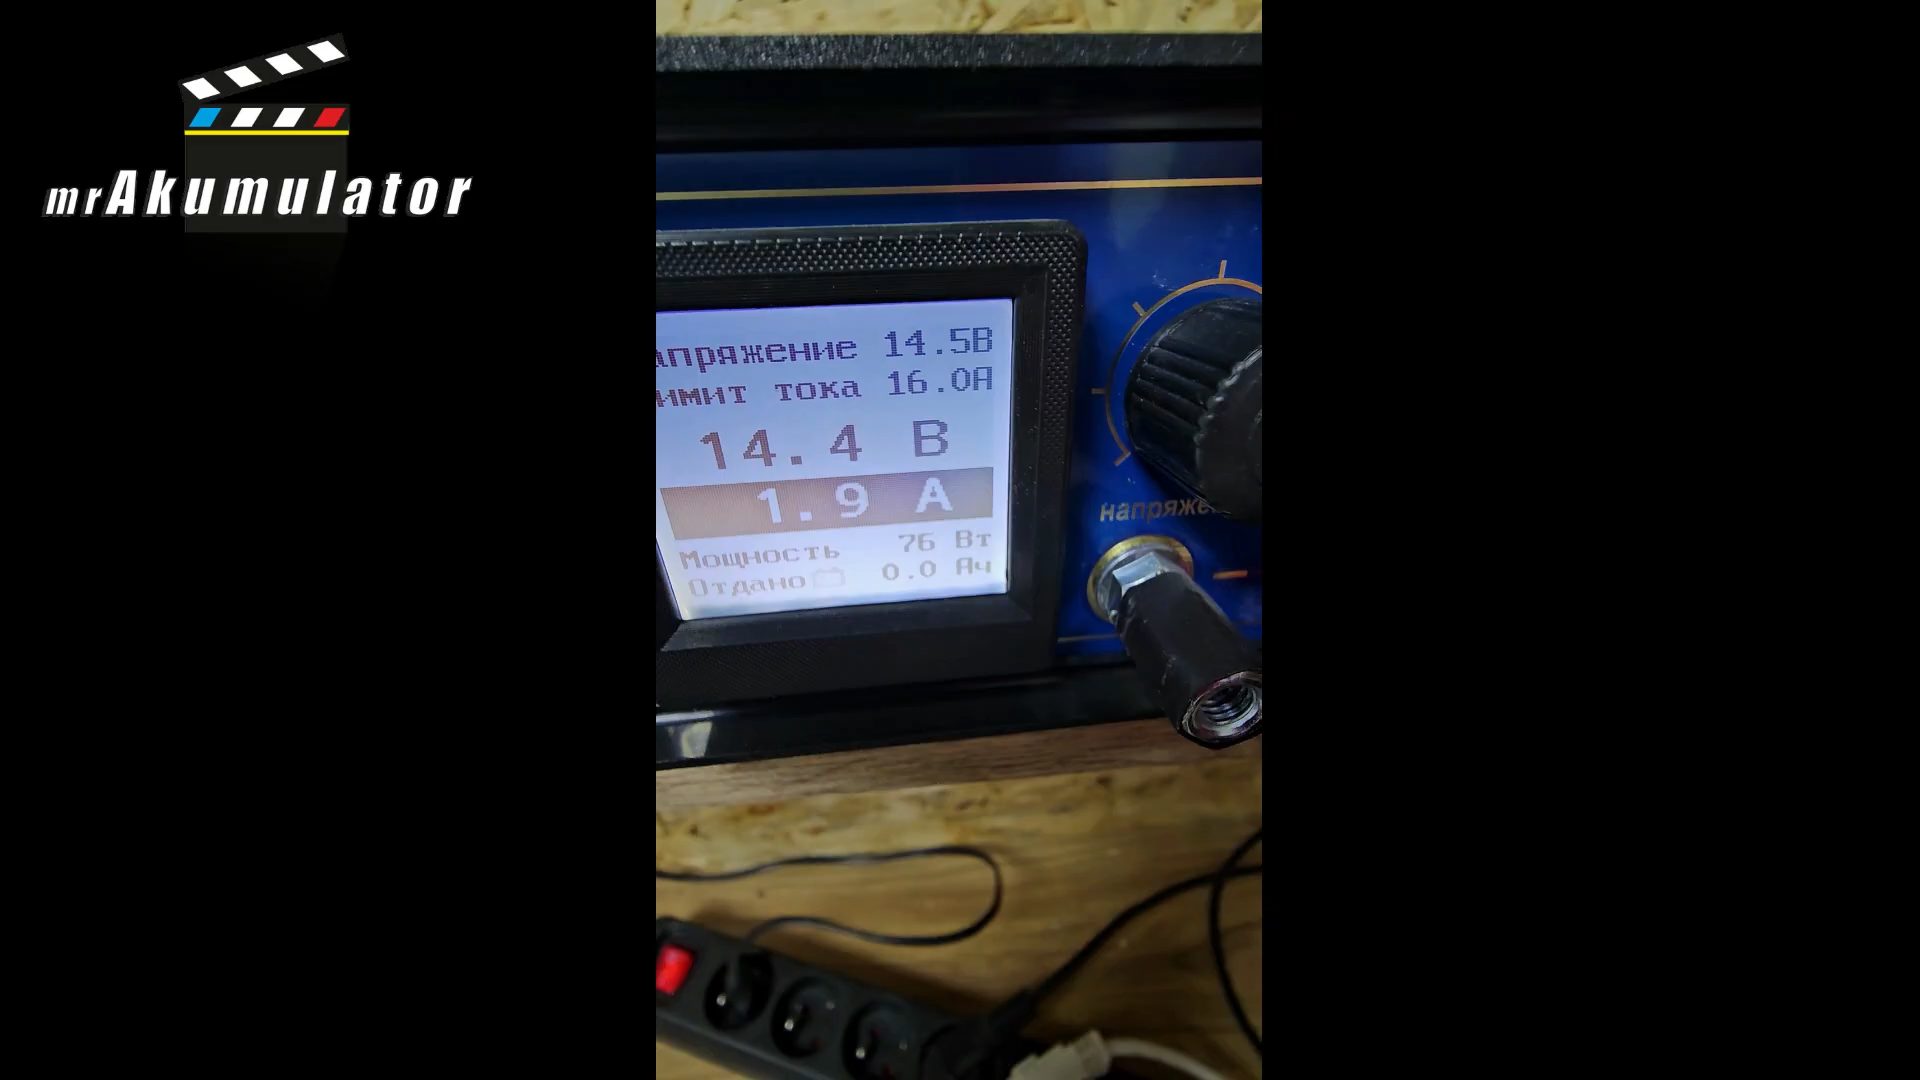 mrAkumulator
апряжение 14.5В
имит тока 16.0А
14.4 В
1.9 А
Мощность 76 Вт
Отдано 0.0 Ач
напряже